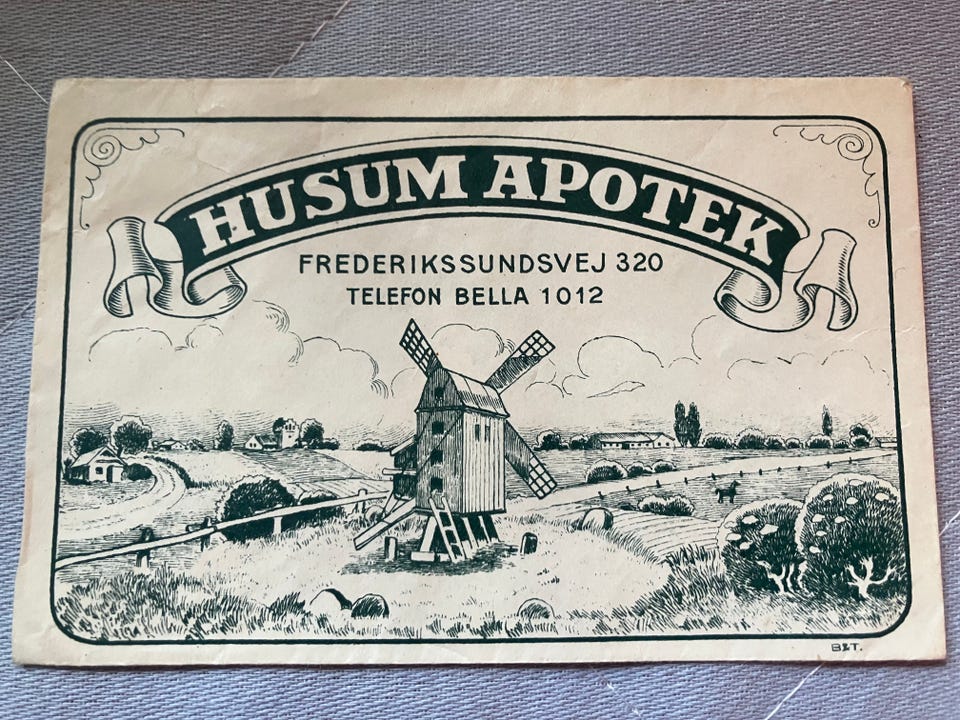 HUSUM APOTEK
FREDERIKSSUNDSVEJ 320
TELEFON BELLA 1012
B&T.